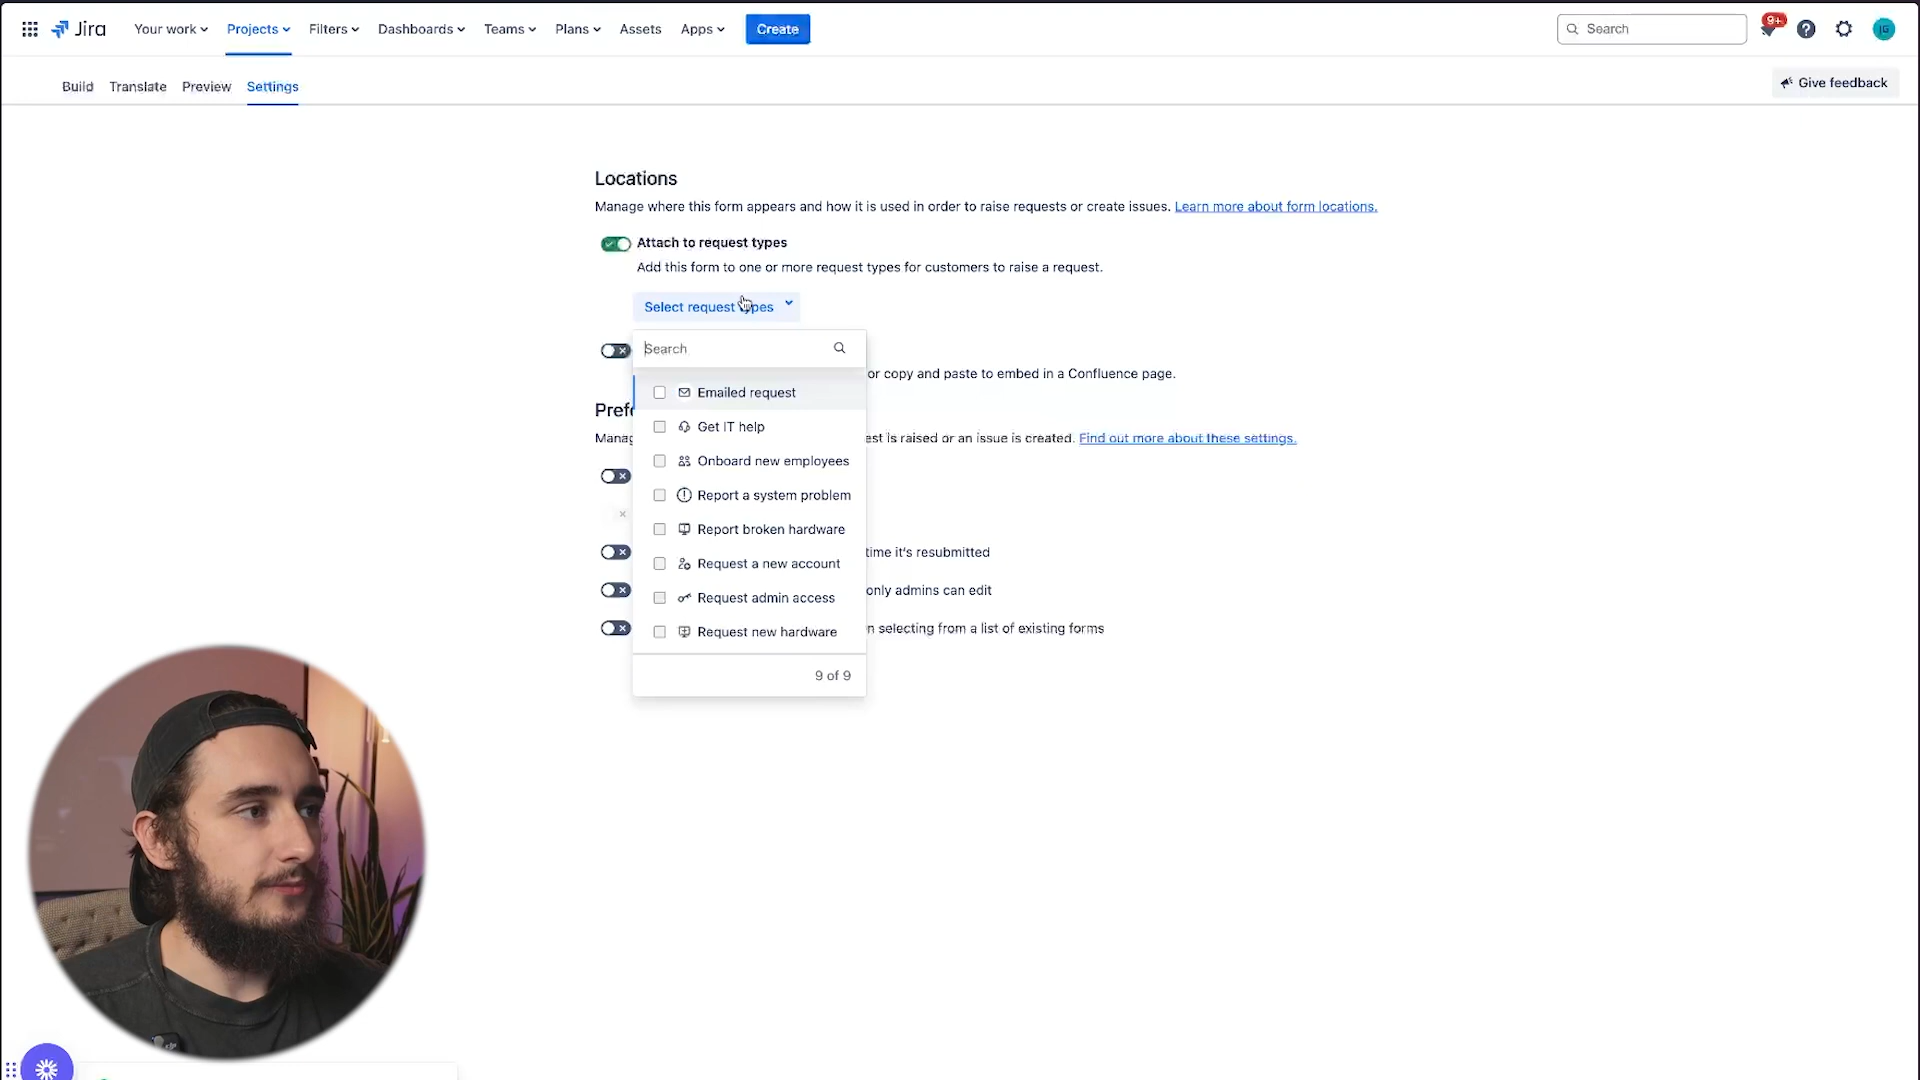 Jira
Your work
Projects
Filters
Dashboards
Teams
Plans
Assets
Apps
Create
Search
9+
JG
Build
Translate
Preview
Settings
Give feedback
Locations
Manage where this form appears and how it is used in order to raise requests or create issues. Learn more about form locations.
Attach to request types
Add this form to one or more request types for customers to raise a request.
Select request types
Search
or copy and paste to embed in a Confluence page.
Emailed request
Pref
Get IT help
Mana
est is raised or an issue is created. Find out more about these settings.
Onboard new employees
Report a system problem
Report broken hardware
time it's resubmitted
Request a new account
only admins can edit
Request admin access
n selecting from a list of existing forms
Request new hardware
9 of 9